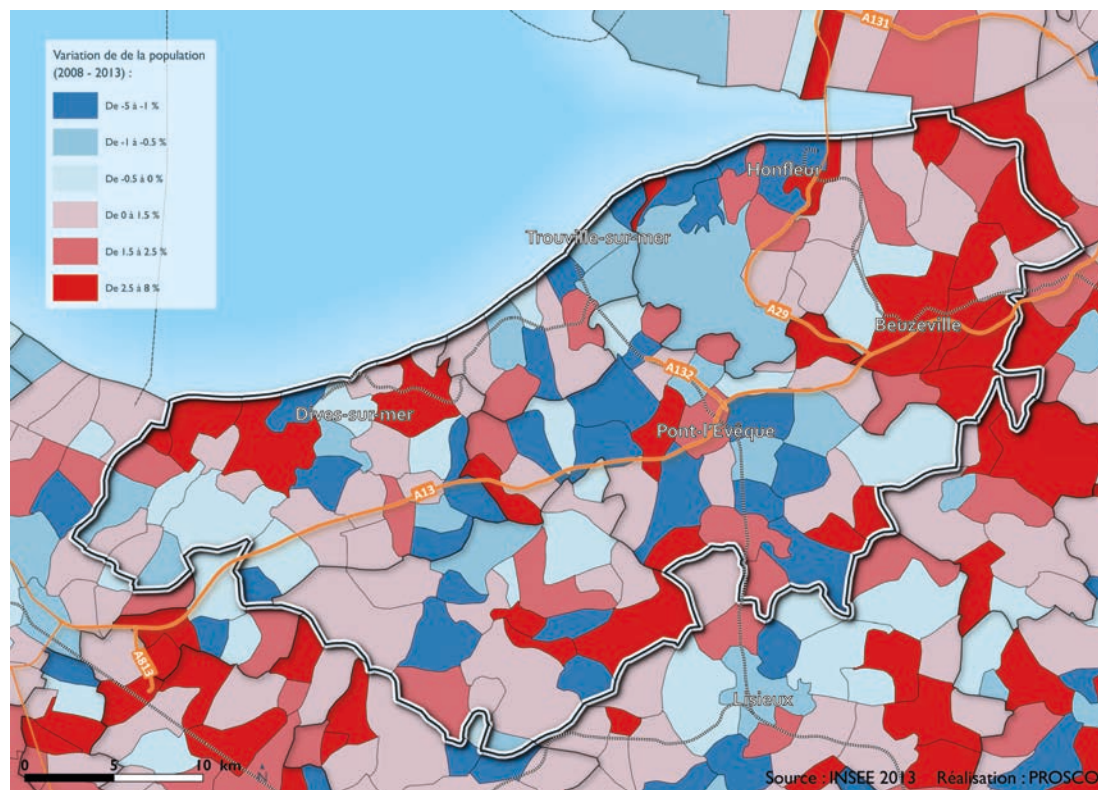 Variation de de la population
(2008 - 2013) :
De -5 à -1 %
De -1 à -0.5 %
De -0.5 à 0 %
De 0 à 1.5 %
De 1.5 à 2.5 %
De 2.5 à 8 %
A131
Honfleur
Trouville-sur-mer
A29
Beuzeville
A132
Dives-sur-mer
Pont-l'Evêque
A13
A813
Lisieux
0 5 10 km
Source : INSEE 2013 Réalisation : PROSCOT